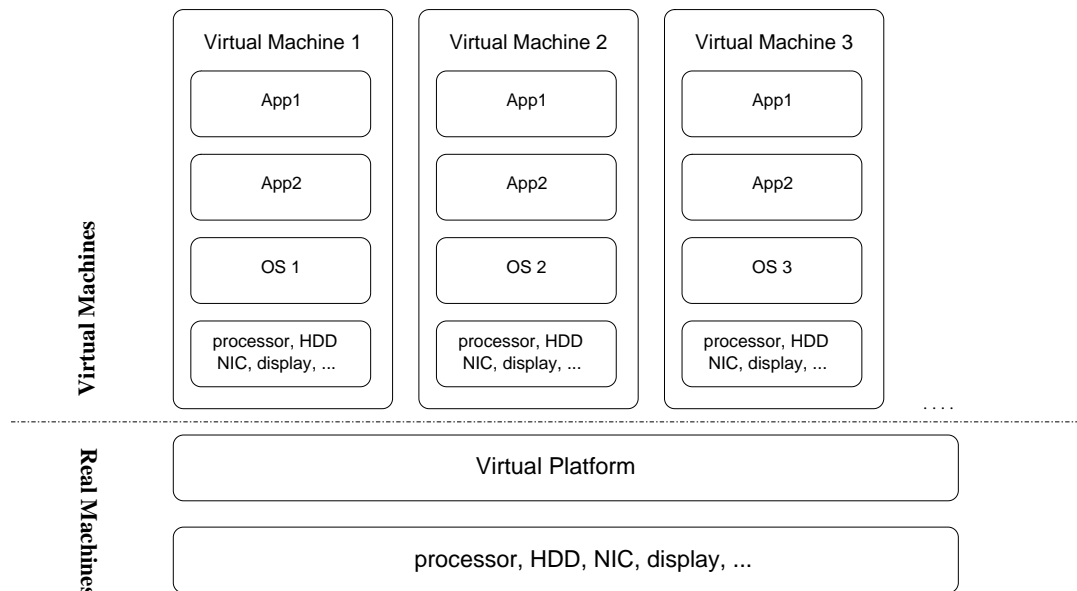 Virtual Machine 1
App1
App2
OS 1
processor, HDD
NIC, display, ...
Virtual Machine 2
App1
App2
OS 2
processor, HDD
NIC, display, ...
Virtual Machine 3
App1
App2
OS 3
processor, HDD
NIC, display, ...
. . . .
Virtual Machines
Real Machines
Virtual Platform
processor, HDD, NIC, display, ...